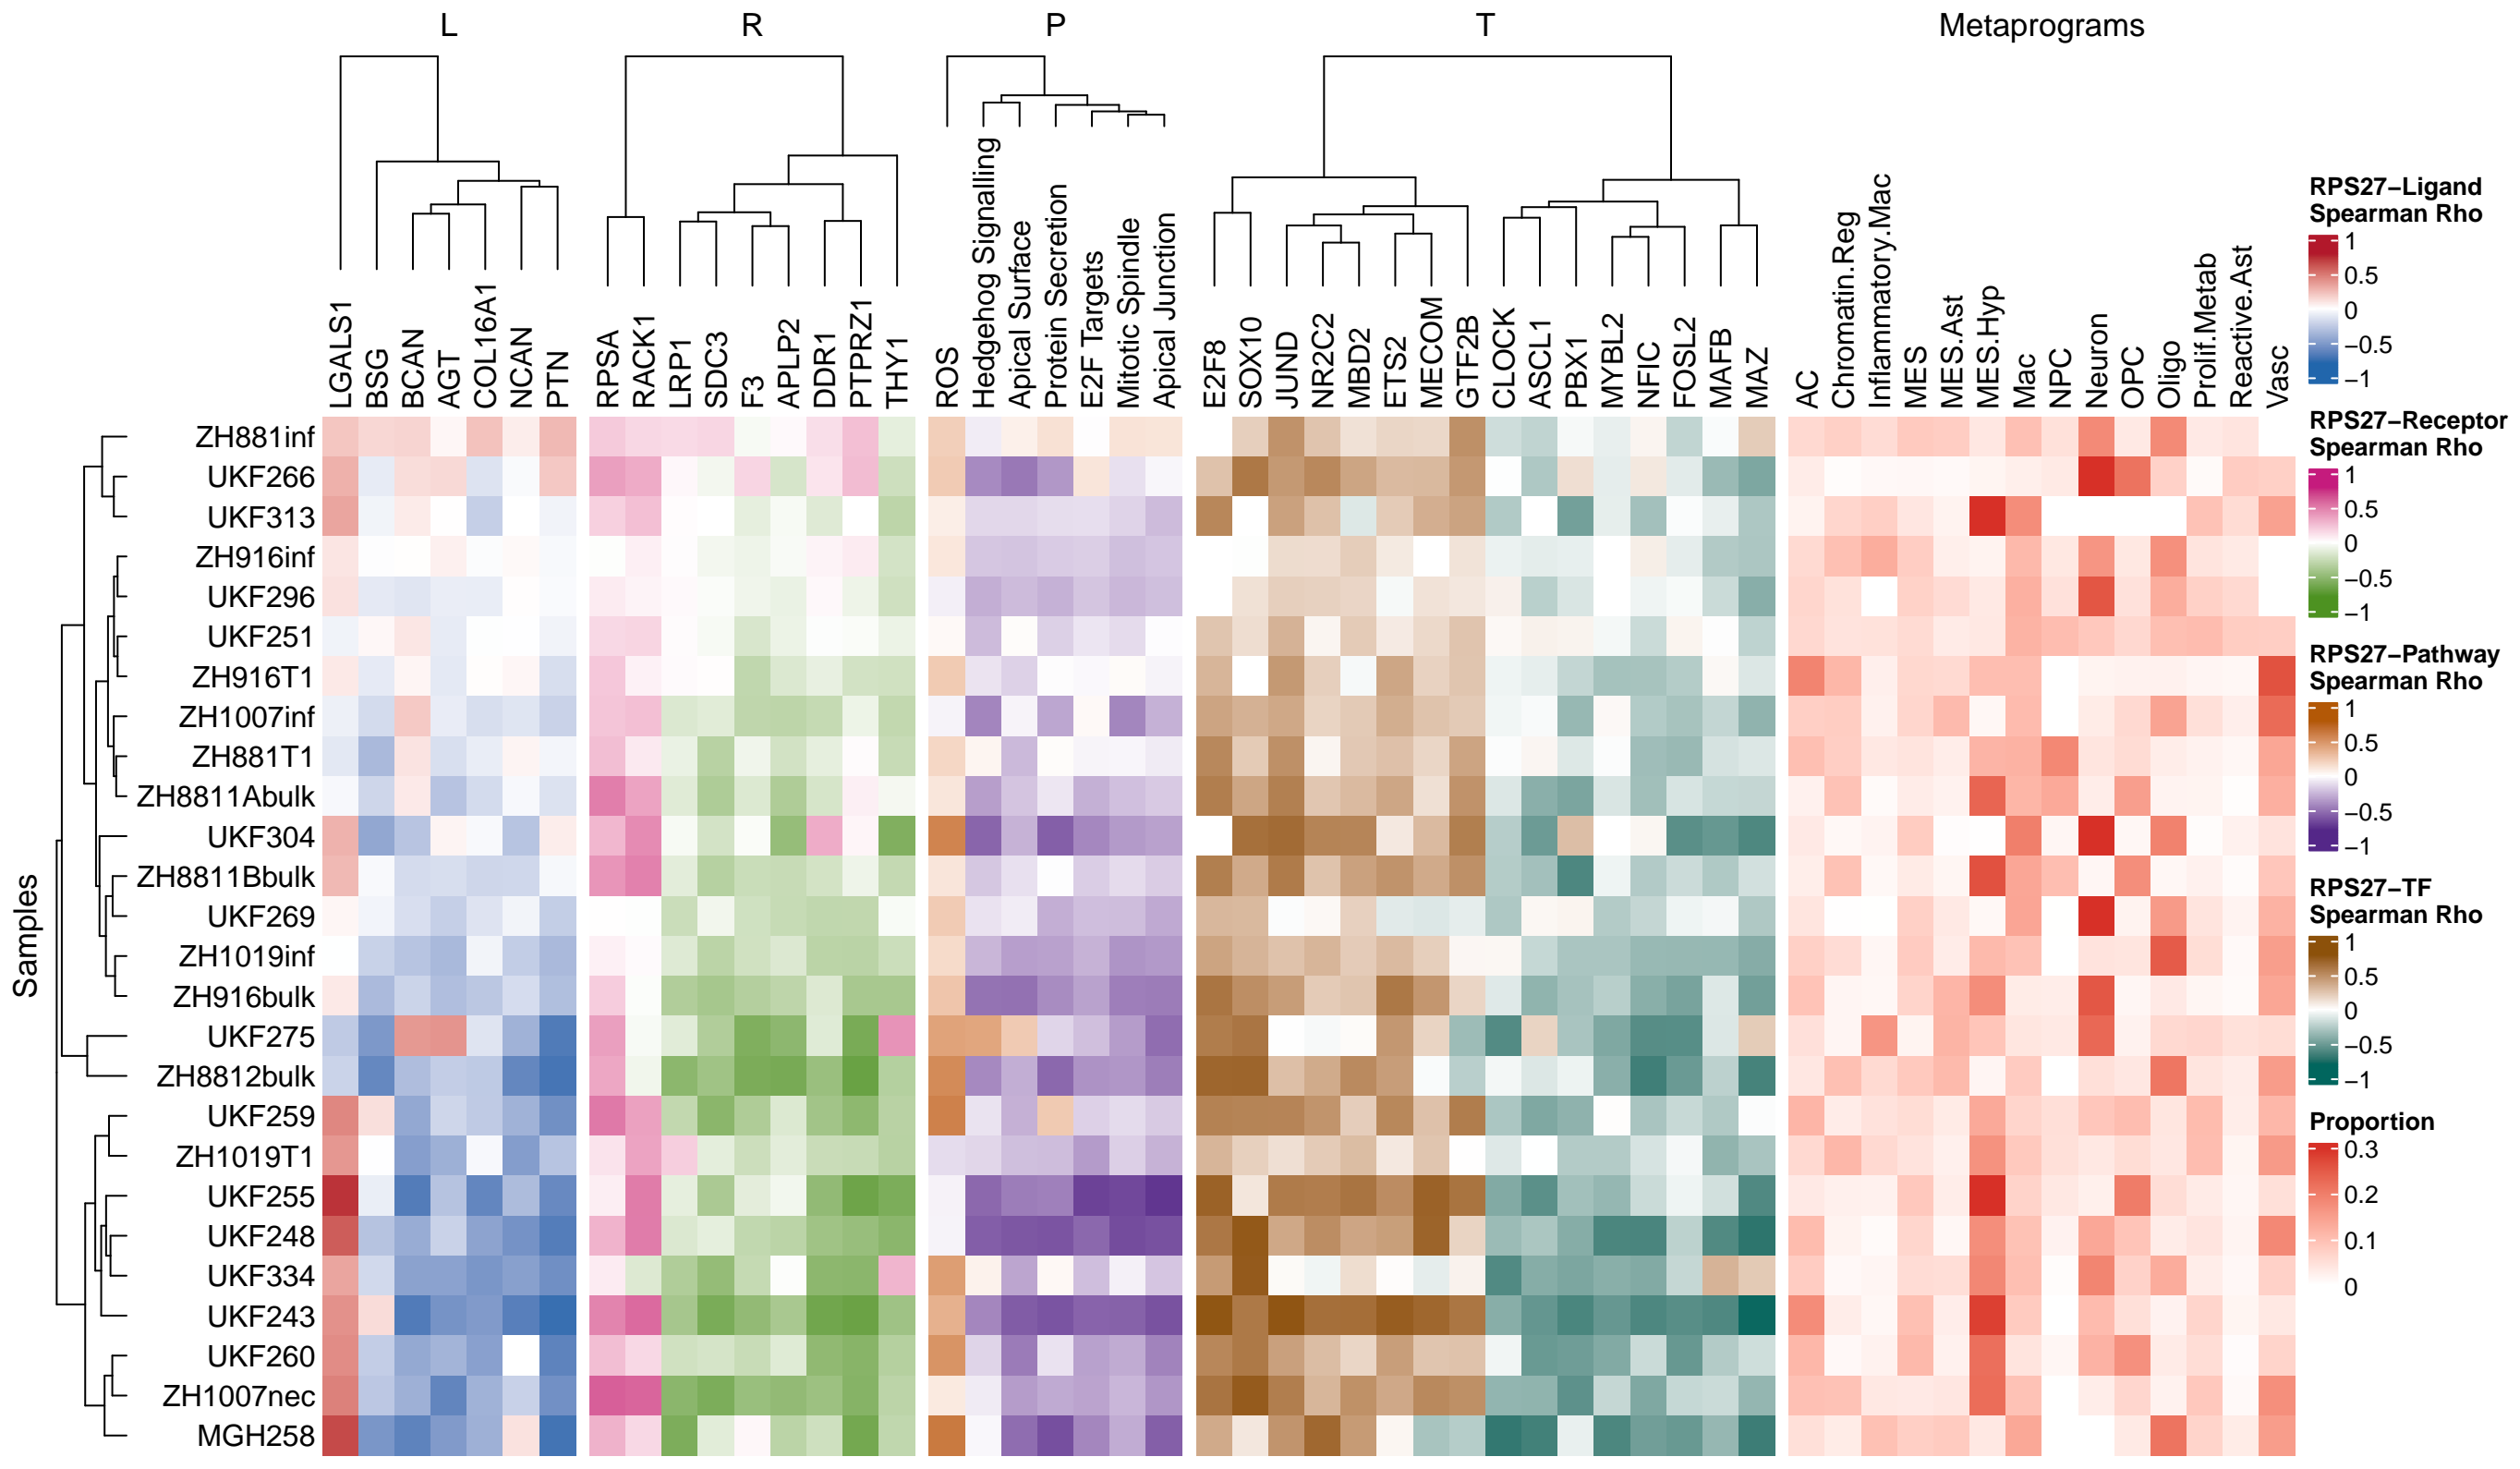 L R P T Metaprograms
LGALS1
BSG
BCAN
AGT
COL16A1
NCAN
PTN
RPSA
RACK1
LRP1
SDC3
F3
APLP2
DDR1
PTPRZ1
THY1
ROS
Hedgehog Signalling
Apical Surface
Protein Secretion
E2F Targets
Mitotic Spindle
Apical Junction
E2F8
SOX10
JUND
NR2C2
MBD2
ETS2
MECOM
GTF2B
CLOCK
ASCL1
PBX1
MYBL2
NFIC
FOSL2
MAFB
MAZ
AC
Chromatin.Reg
Inflammatory.Mac
MES
MES.Ast
MES.Hyp
Mac
NPC
Neuron
OPC
Oligo
Prolif.Metab
Reactive.Ast
Vasc
Samples
ZH881inf
UKF266
UKF313
ZH916inf
UKF296
UKF251
ZH916T1
ZH1007inf
ZH881T1
ZH8811Abulk
UKF304
ZH8811Bbulk
UKF269
ZH1019inf
ZH916bulk
UKF275
ZH8812bulk
UKF259
ZH1019T1
UKF255
UKF248
UKF334
UKF243
UKF260
ZH1007nec
MGH258
RPS27−Ligand
Spearman Rho
1
0.5
0
−0.5
−1
RPS27−Receptor
Spearman Rho
1
0.5
0
−0.5
−1
RPS27−Pathway
Spearman Rho
1
0.5
0
−0.5
−1
RPS27−TF
Spearman Rho
1
0.5
0
−0.5
−1
Proportion
0.3
0.2
0.1
0